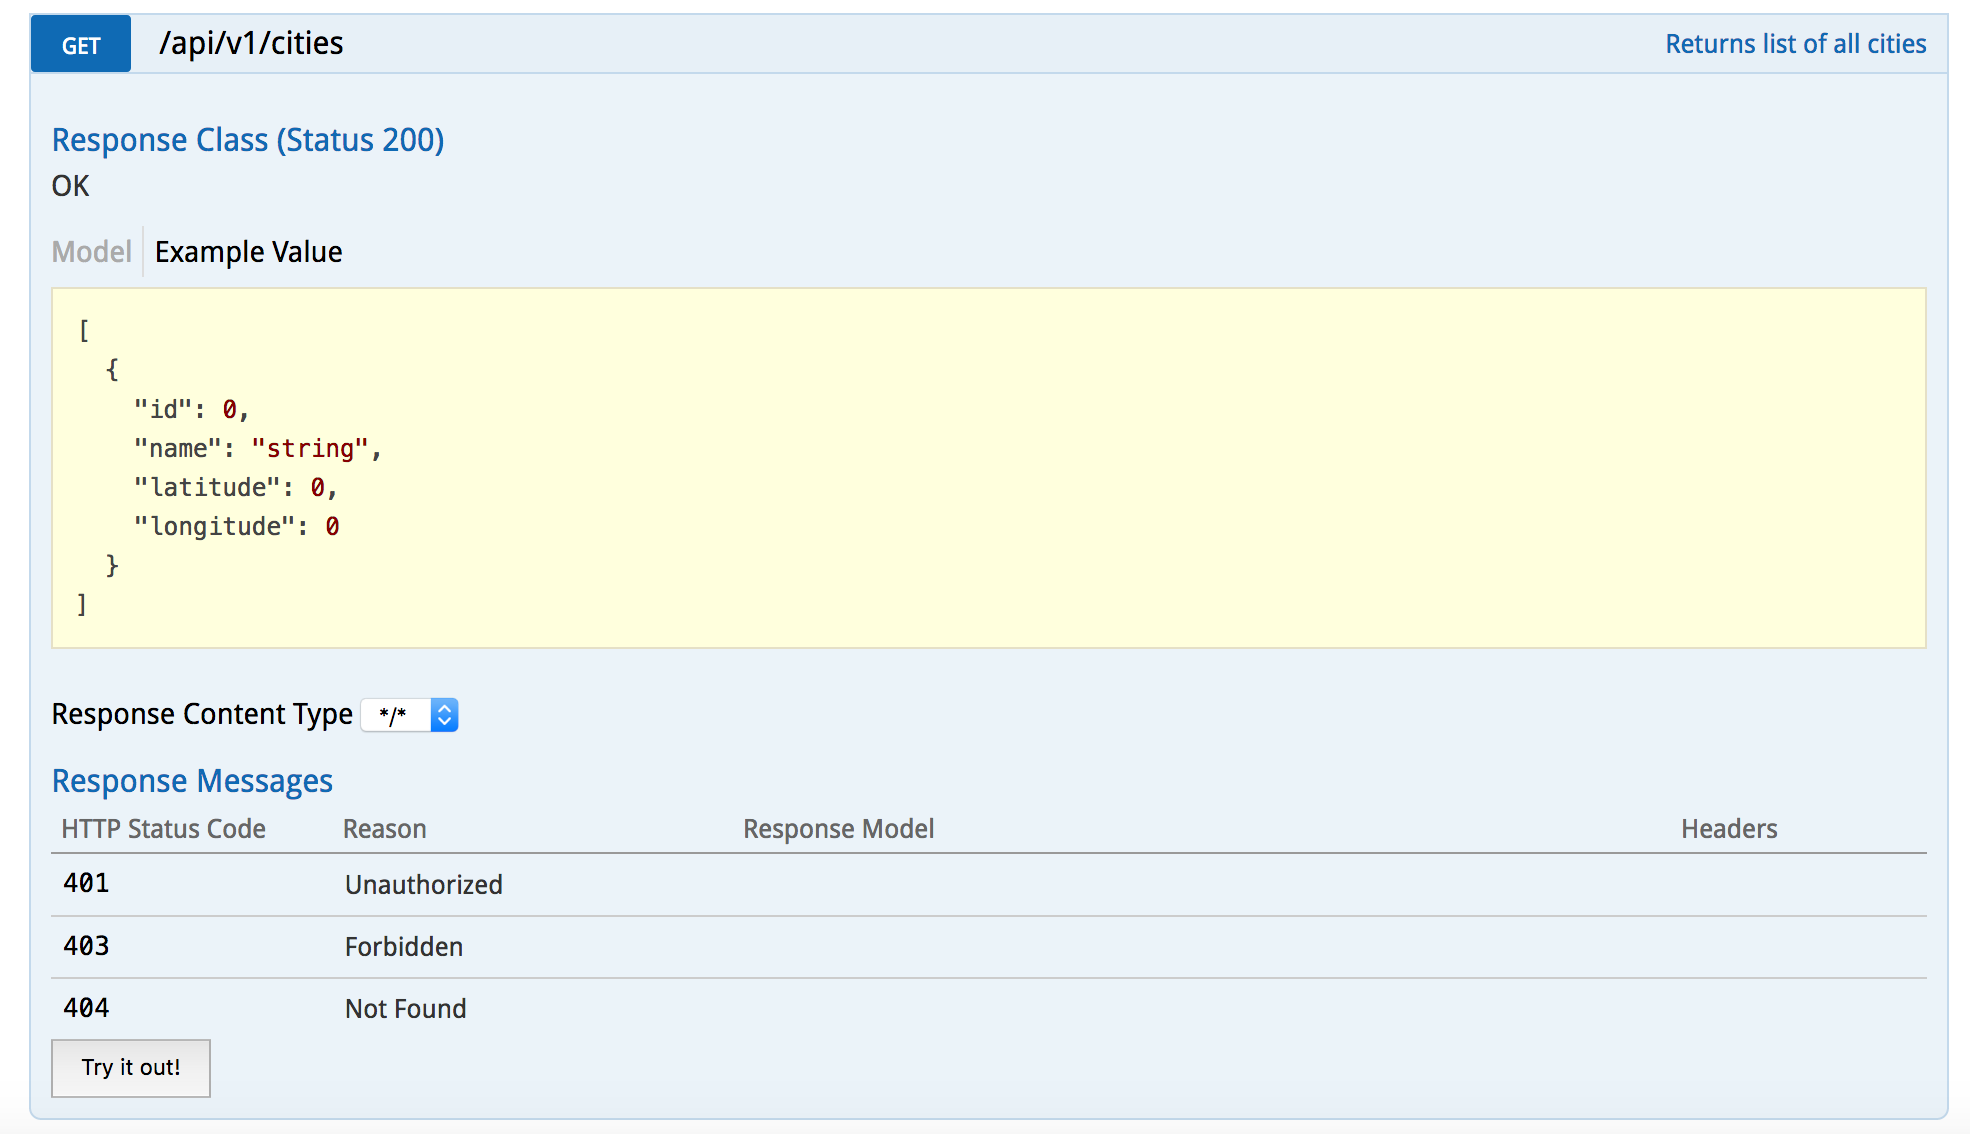 GET /api/v1/cities Returns list of all cities
Response Class (Status 200)
OK
Model Example Value
[
{
"id": 0,
"name": "string",
"latitude": 0,
"longitude": 0
}
]
Response Content Type */*
Response Messages
HTTP Status Code Reason Response Model Headers
401 Unauthorized
403 Forbidden
404 Not Found
Try it out!